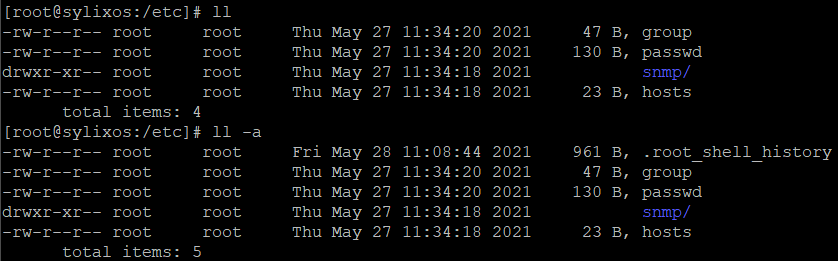 [root@sylixos:/etc]# ll
-rw-r--r-- root     root     Thu May 27 11:34:20 2021     47 B, group
-rw-r--r-- root     root     Thu May 27 11:34:20 2021    130 B, passwd
drwxr-xr-- root     root     Thu May 27 11:34:18 2021           snmp/
-rw-r--r-- root     root     Thu May 27 11:34:18 2021     23 B, hosts
      total items: 4
[root@sylixos:/etc]# ll -a
-rw-r--r-- root     root     Fri May 28 11:08:44 2021    961 B, .root_shell_history
-rw-r--r-- root     root     Thu May 27 11:34:20 2021     47 B, group
-rw-r--r-- root     root     Thu May 27 11:34:20 2021    130 B, passwd
drwxr-xr-- root     root     Thu May 27 11:34:18 2021           snmp/
-rw-r--r-- root     root     Thu May 27 11:34:18 2021     23 B, hosts
      total items: 5